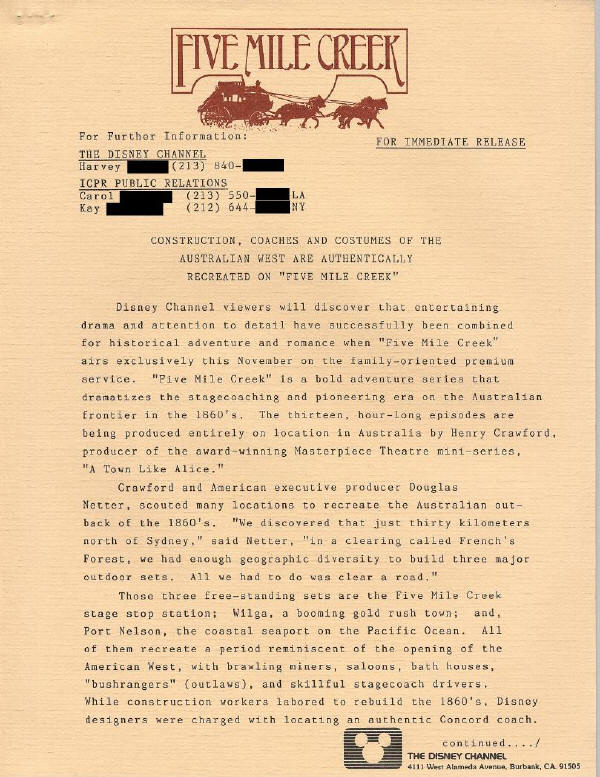 FIVE MILE CREEK
For Further Information:
FOR IMMEDIATE RELEASE
THE DISNEY CHANNEL
Harvey (213) 840-
ICPR PUBLIC RELATIONS
Carol (213) 550- LA
Kay (212) 644- NY
CONSTRUCTION, COACHES AND COSTUMES OF THE
AUSTRALIAN WEST ARE AUTHENTICALLY
RECREATED ON "FIVE MILE CREEK"
Disney Channel viewers will discover that entertaining
drama and attention to detail have successfully been combined
for historical adventure and romance when "Five Mile Creek"
airs exclusively this November on the family-oriented premium
service. "Five Mile Creek" is a bold adventure series that
dramatizes the stagecoaching and pioneering era on the Australian
frontier in the 1860's. The thirteen, hour-long episodes are
being produced entirely on location in Australia by Henry Crawford,
producer of the award-winning Masterpiece Theatre mini-series,
"A Town Like Alice."
Crawford and American executive producer Douglas
Netter, scouted many locations to recreate the Australian out-
back of the 1860's. "We discovered that just thirty kilometers
north of Sydney," said Netter, "in a clearing called French's
Forest, we had enough geographic diversity to build three major
outdoor sets. All we had to do was clear a road."
Those three free-standing sets are the Five Mile Creek
stage stop station; Wilga, a booming gold rush town; and,
Port Nelson, the coastal seaport on the Pacific Ocean. All
of them recreate a period reminiscent of the opening of the
American West, with brawling miners, saloons, bath houses,
"bushrangers" (outlaws), and skillful stagecoach drivers.
While construction workers labored to rebuild the 1860's, Disney
designers were charged with locating an authentic Concord coach.
continued..../
THE DISNEY CHANNEL
4111 West Alameda Avenue, Burbank, CA 91505